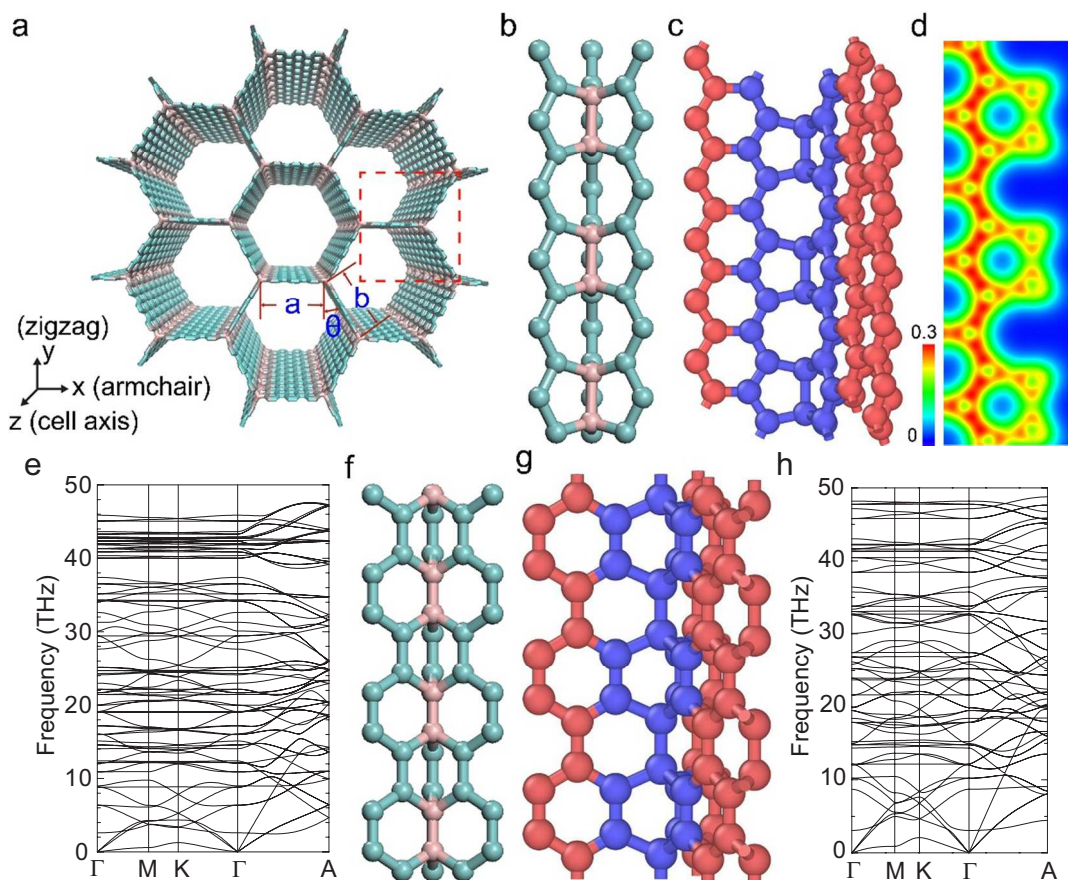 a
b
c
d
a
b
θ
(zigzag)
y
x (armchair)
z (cell axis)
0.3
0
e
f
g
h
50
40
30
20
10
0
Frequency (THz)
Γ M K Γ A
50
40
30
20
10
0
Frequency (THz)
Γ M K Γ A